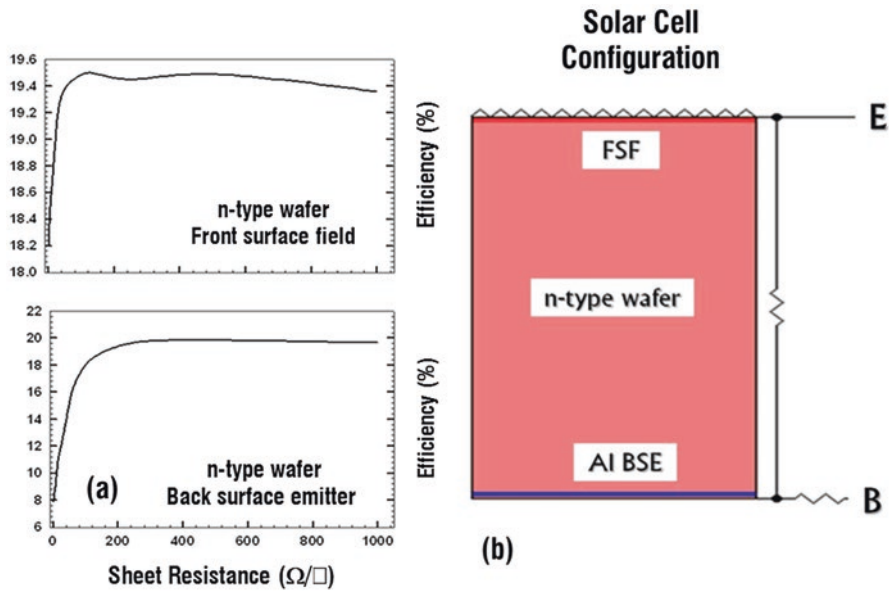 19.6
19.4
19.2
19.0
18.8
18.6
18.4
18.2
18.0
n-type wafer
Front surface field
Efficiency (%)
22
20
18
16
14
12
10
8
6
(a)
n-type wafer
Back surface emitter
Efficiency (%)
0
200
400
600
800
1000
Sheet Resistance (Ω/□)
Solar Cell
Configuration
E
FSF
n-type wafer
Al BSE
B
(b)